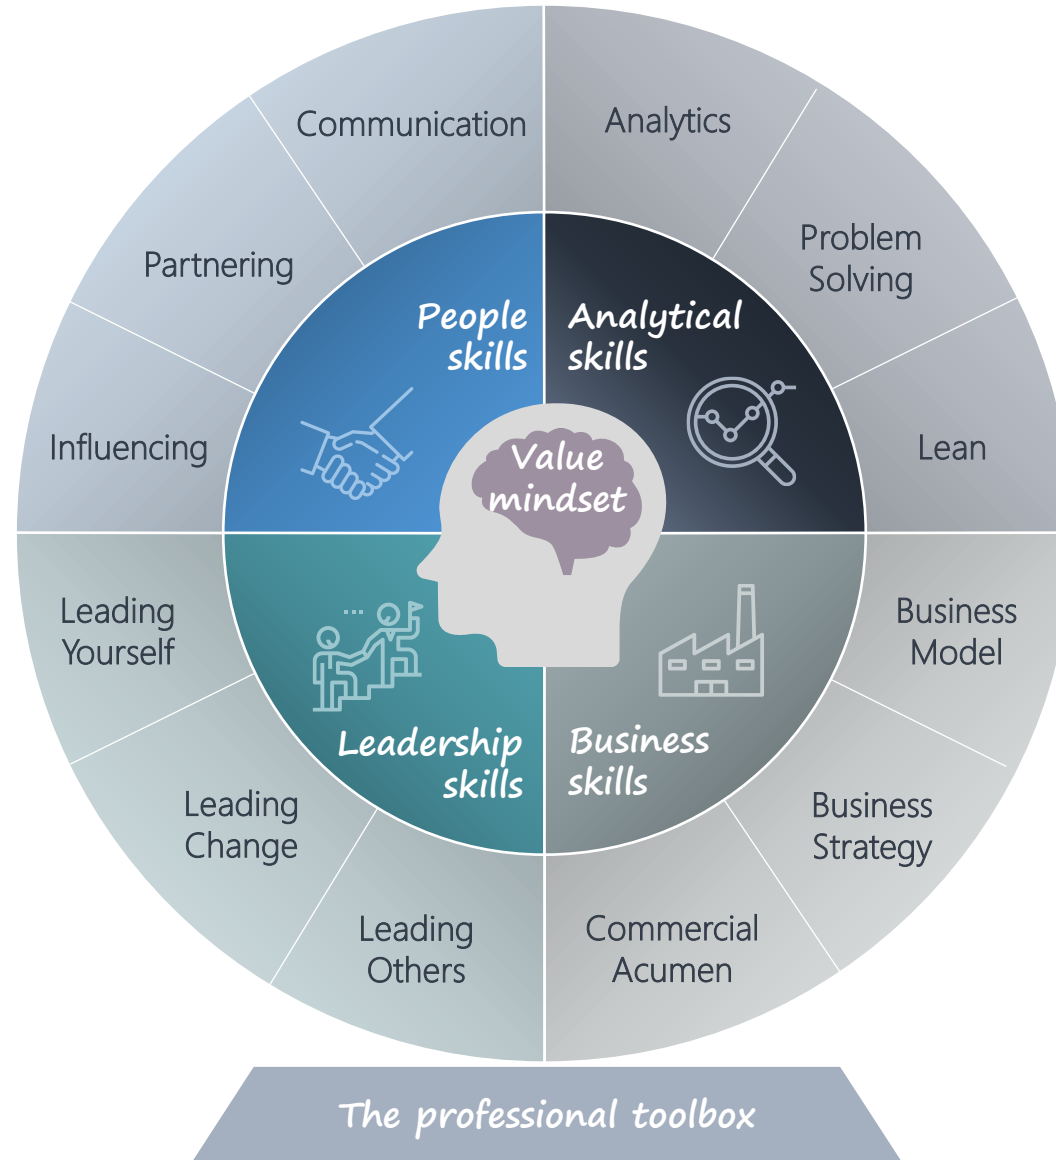 Communication
Analytics
Partnering
Problem
Solving
Influencing
Lean
People
skills
Analytical
skills
Value
mindset
Leading
Yourself
Business
Model
Leadership
skills
Business
skills
Leading
Change
Business
Strategy
Leading
Others
Commercial
Acumen
The professional toolbox